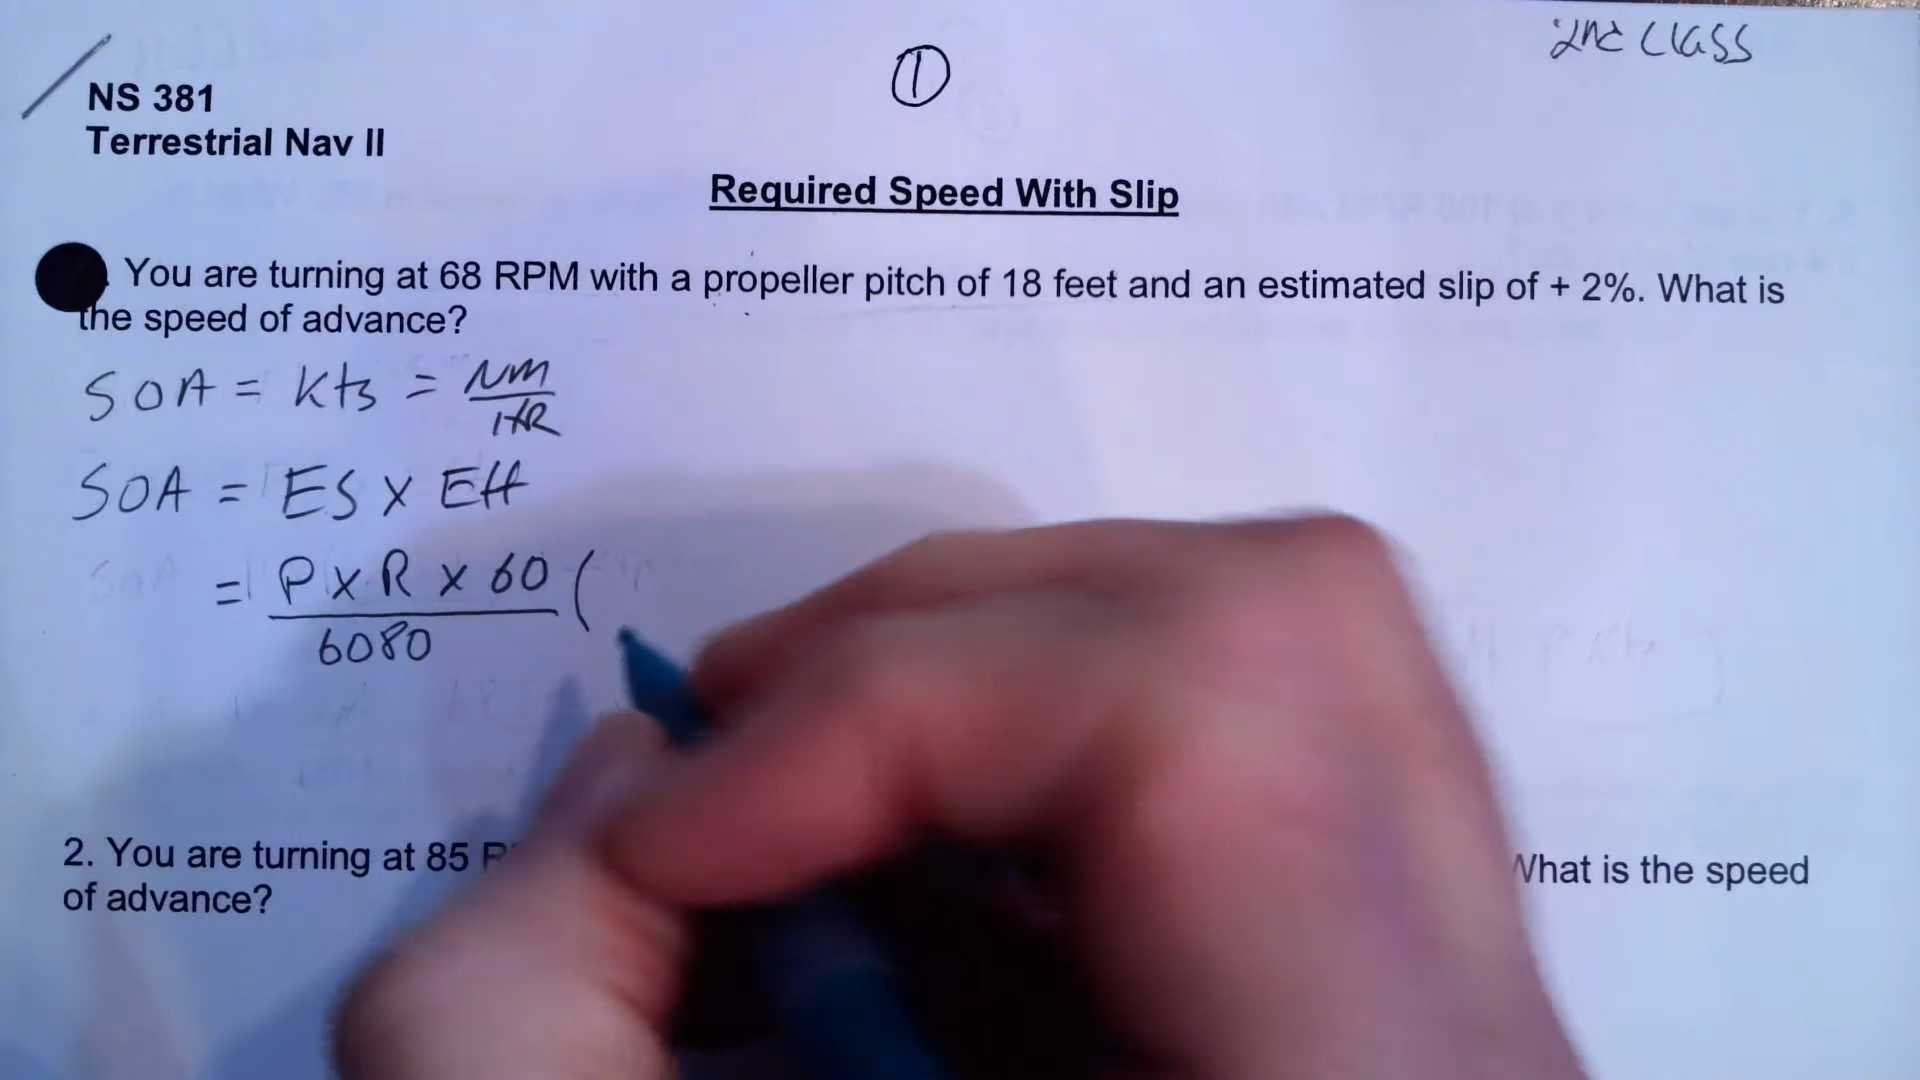 2nd Class
①
NS 381
Terrestrial Nav II
Required Speed With Slip
You are turning at 68 RPM with a propeller pitch of 18 feet and an estimated slip of + 2%. What is
the speed of advance?
SOA = Kts = NM
HR
SOA = ES x Eff
= P x R x 60 (
6080
2. You are turning at 85 What is the speed
of advance?